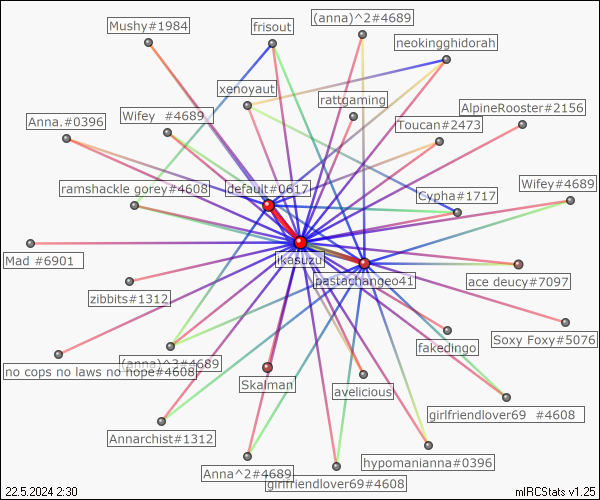 Mushy#1984
frisout
(anna)^2#4689
neokingghidorah
xenoyaut
rattgaming
AlpineRooster#2156
Anna.#0396
Wifey #4689
Toucan#2473
ramshackle gorey#4608
default#0617
Cypha#1717
Wifey#4689
Mad #6901
ikasuzu
pastachangeo41
ace deucy#7097
zibbits#1312
Soxy Foxy#5076
fakedingo
(anna)^2#4689
no cops no laws no hope#4608
Skalman
avelicious
girlfriendlover69 #4608
Annarchist#1312
hypomanianna#0396
Anna^2#4689
girlfriendlover69#4608
22.5.2024 2:30
mIRCStats v1.25